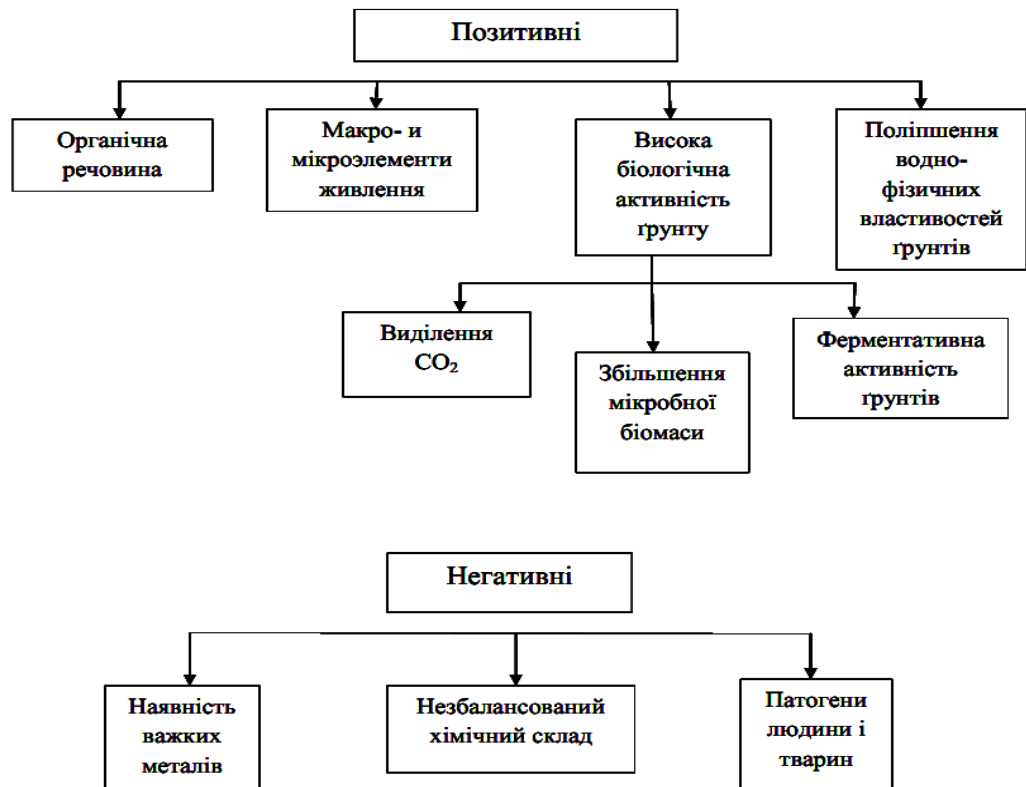 Позитивні
Органічна
речовина
Макро- и
мікроэлементи
живлення
Висока
біологічна
активність
ґрунту
Поліпшення
водно-
фізичних
властивостей
ґрунтів
Виділення
CO₂
Збільшення
мікробної
біомаси
Ферментативна
активність
ґрунтів
Негативні
Наявність
важких
металів
Незбалансований
хімічний склад
Патогени
людини і
тварин